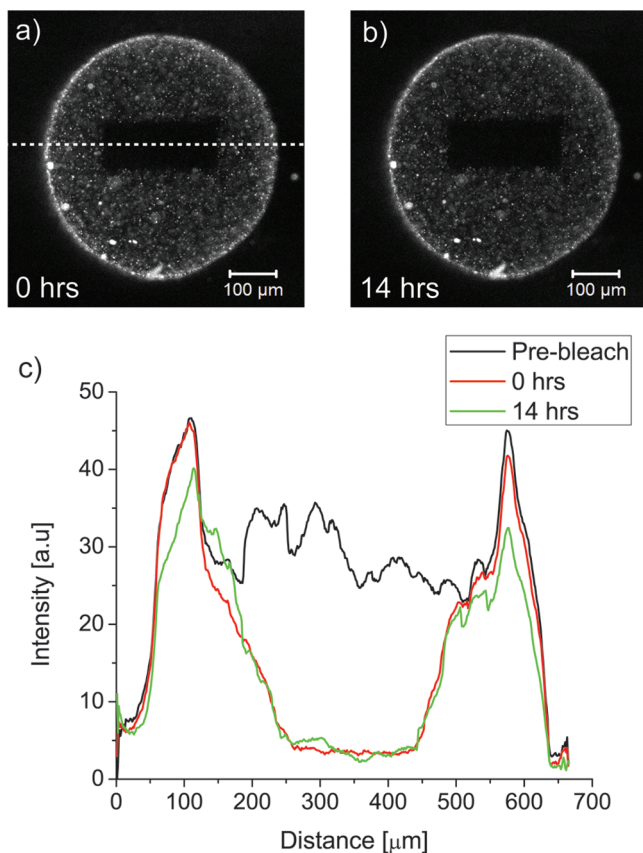 a)
0 hrs
100 µm
b)
14 hrs
100 µm
c)
Pre-bleach
0 hrs
14 hrs
50
40
30
20
10
0
Intensity [a.u]
0 100 200 300 400 500 600 700
Distance [µm]